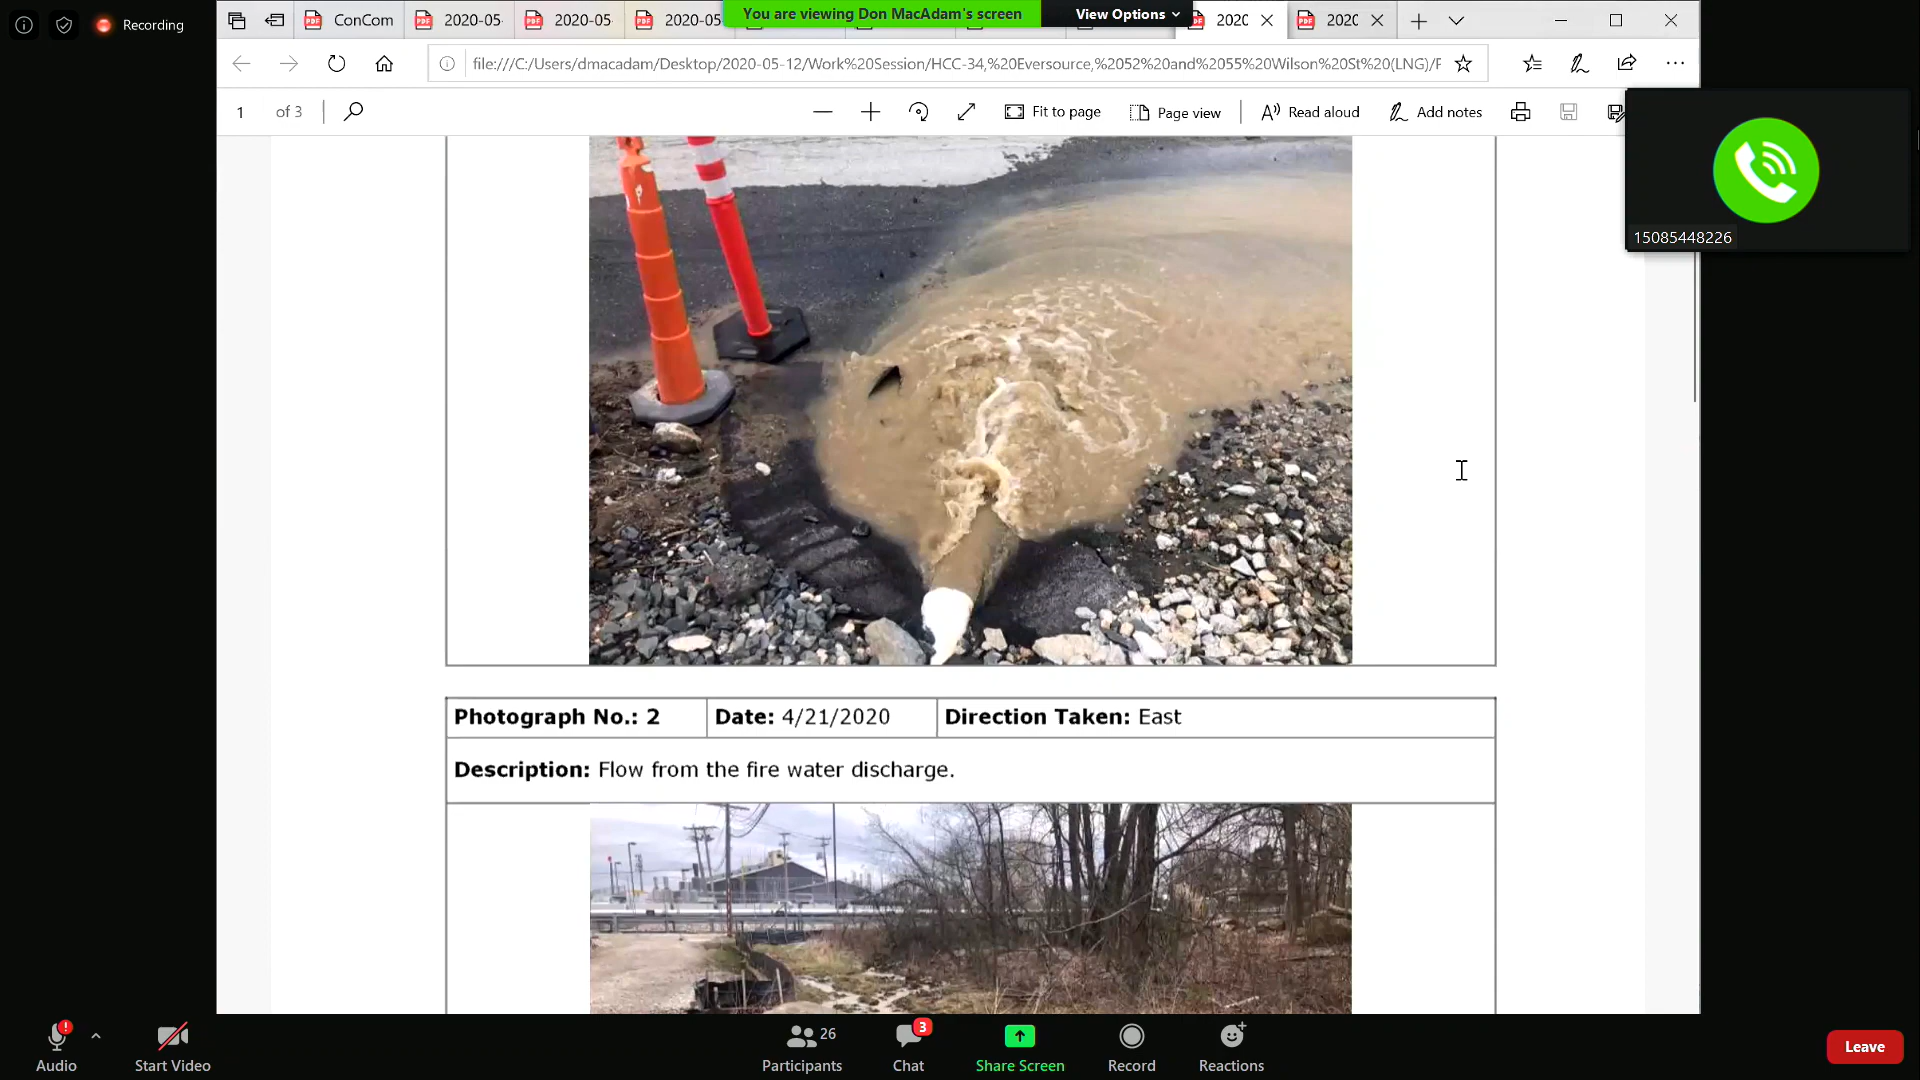 Recording
ConCom
2020-05
2020-05
2020-05
You are viewing Don MacAdam's screen
View Options
2020
2020
file:///C:/Users/dmacadam/Desktop/2020-05-12/Work%20Session/HCC-34,%20Eversource,%2052%20and%2055%20Wilson%20St%20(LNG)/F
1 of 3
Fit to page
Page view
Read aloud
Add notes
15085448226
Photograph No.: 2
Date: 4/21/2020
Direction Taken: East
Description: Flow from the fire water discharge.
26
3
Audio
Start Video
Participants
Chat
Share Screen
Record
Reactions
Leave